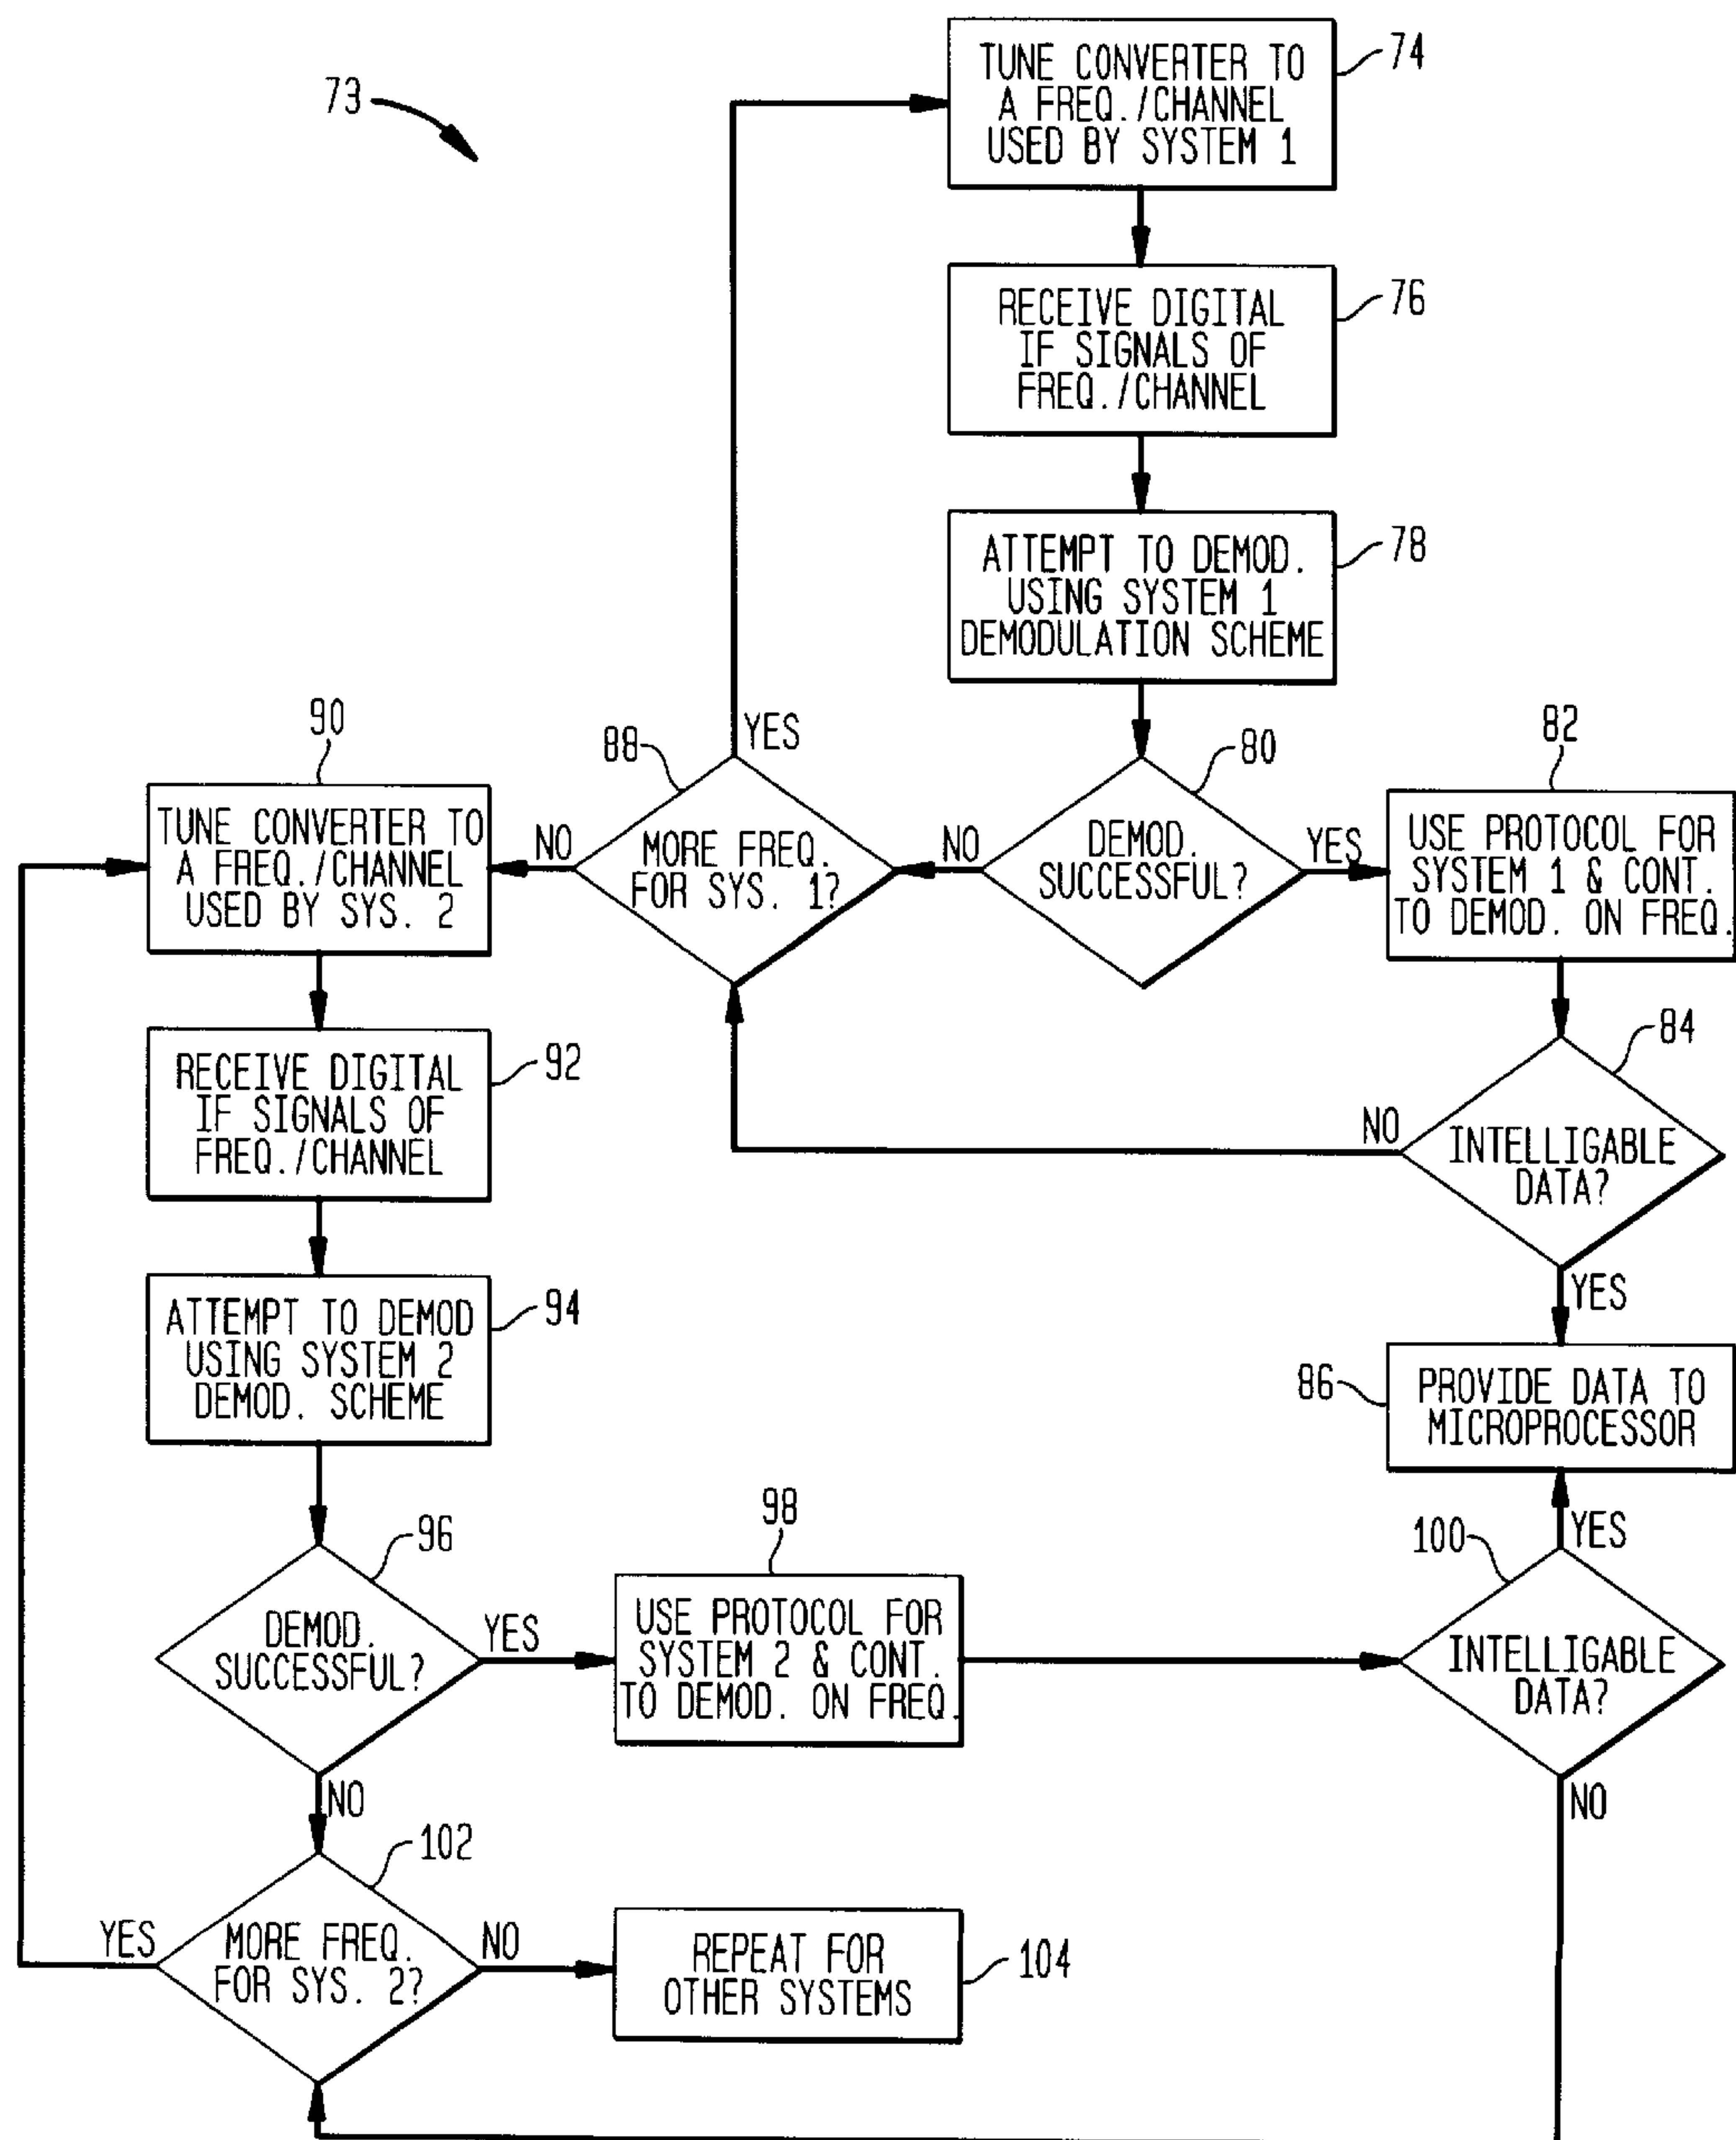 73
TUNE CONVERTER TO
A FREQ./CHANNEL
USED BY SYSTEM 1
74
RECEIVE DIGITAL
IF SIGNALS OF
FREQ./CHANNEL
76
ATTEMPT TO DEMOD.
USING SYSTEM 1
DEMODULATION SCHEME
78
80
DEMOD.
SUCCESSFUL?
YES
NO
82
USE PROTOCOL FOR
SYSTEM 1 & CONT.
TO DEMOD. ON FREQ.
84
INTELLIGABLE
DATA?
NO
YES
86
PROVIDE DATA TO
MICROPROCESSOR
88
MORE FREQ.
FOR SYS. 1?
YES
NO
90
TUNE CONVERTER TO
A FREQ./CHANNEL
USED BY SYS. 2
RECEIVE DIGITAL
IF SIGNALS OF
FREQ./CHANNEL
92
ATTEMPT TO DEMOD
USING SYSTEM 2
DEMOD. SCHEME
94
96
DEMOD.
SUCCESSFUL?
YES
NO
98
USE PROTOCOL FOR
SYSTEM 2 & CONT.
TO DEMOD. ON FREQ.
100
INTELLIGABLE
DATA?
YES
NO
102
MORE FREQ.
FOR SYS. 2?
YES
NO
REPEAT FOR
OTHER SYSTEMS
104